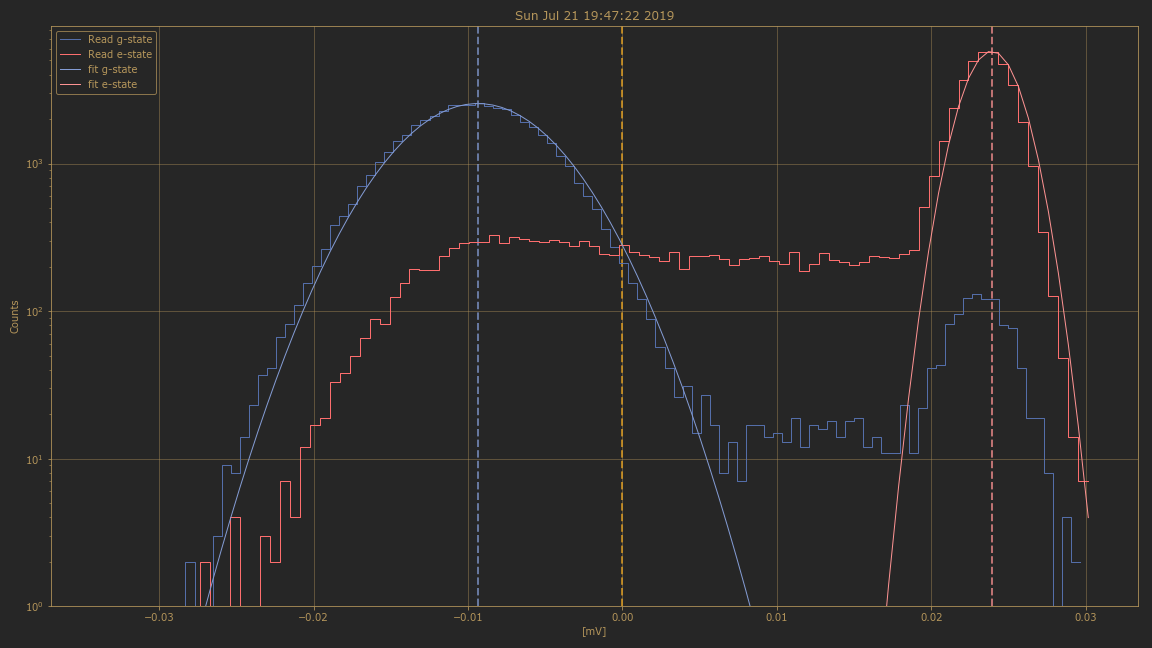 Sun Jul 21 19:47:22 2019
Read g-state
Read e-state
fit g-state
fit e-state
Counts
10³
10²
10¹
10⁰
−0.03 −0.02 −0.01 0.00 0.01 0.02 0.03
[mV]